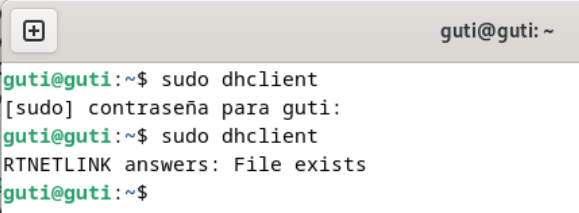 guti@guti: ~
guti@guti:~$ sudo dhclient
[sudo] contraseña para guti:
guti@guti:~$ sudo dhclient
RTNETLINK answers: File exists
guti@guti:~$